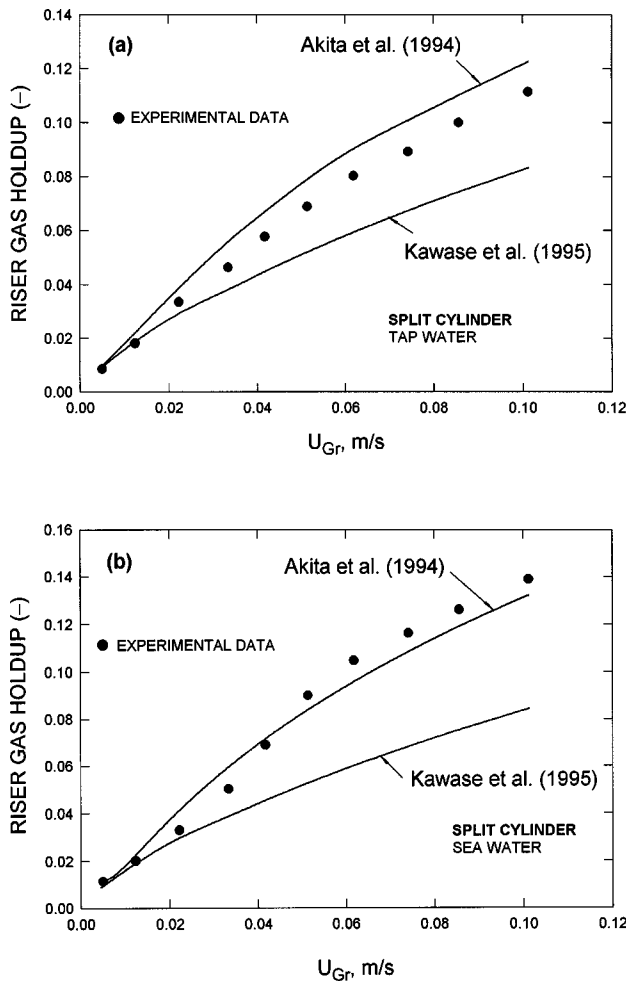 (a)
Akita et al. (1994)
EXPERIMENTAL DATA
Kawase et al. (1995)
SPLIT CYLINDER
TAP WATER
RISER GAS HOLDUP (–)
0.14
0.12
0.10
0.08
0.06
0.04
0.02
0.00
0.00 0.02 0.04 0.06 0.08 0.10 0.12
U_Gr, m/s
(b)
Akita et al. (1994)
EXPERIMENTAL DATA
Kawase et al. (1995)
SPLIT CYLINDER
SEA WATER
RISER GAS HOLDUP (–)
0.16
0.14
0.12
0.10
0.08
0.06
0.04
0.02
0.00
0.00 0.02 0.04 0.06 0.08 0.10 0.12
U_Gr, m/s